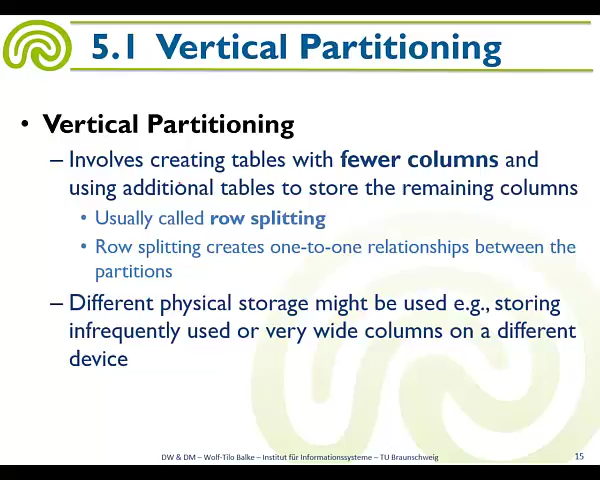 5.1 Vertical Partitioning
• Vertical Partitioning
– Involves creating tables with fewer columns and
using additional tables to store the remaining columns
• Usually called row splitting
• Row splitting creates one-to-one relationships between the
partitions
– Different physical storage might be used e.g., storing
infrequently used or very wide columns on a different
device
DW & DM – Wolf-Tilo Balke – Institut für Informationssysteme – TU Braunschweig
15